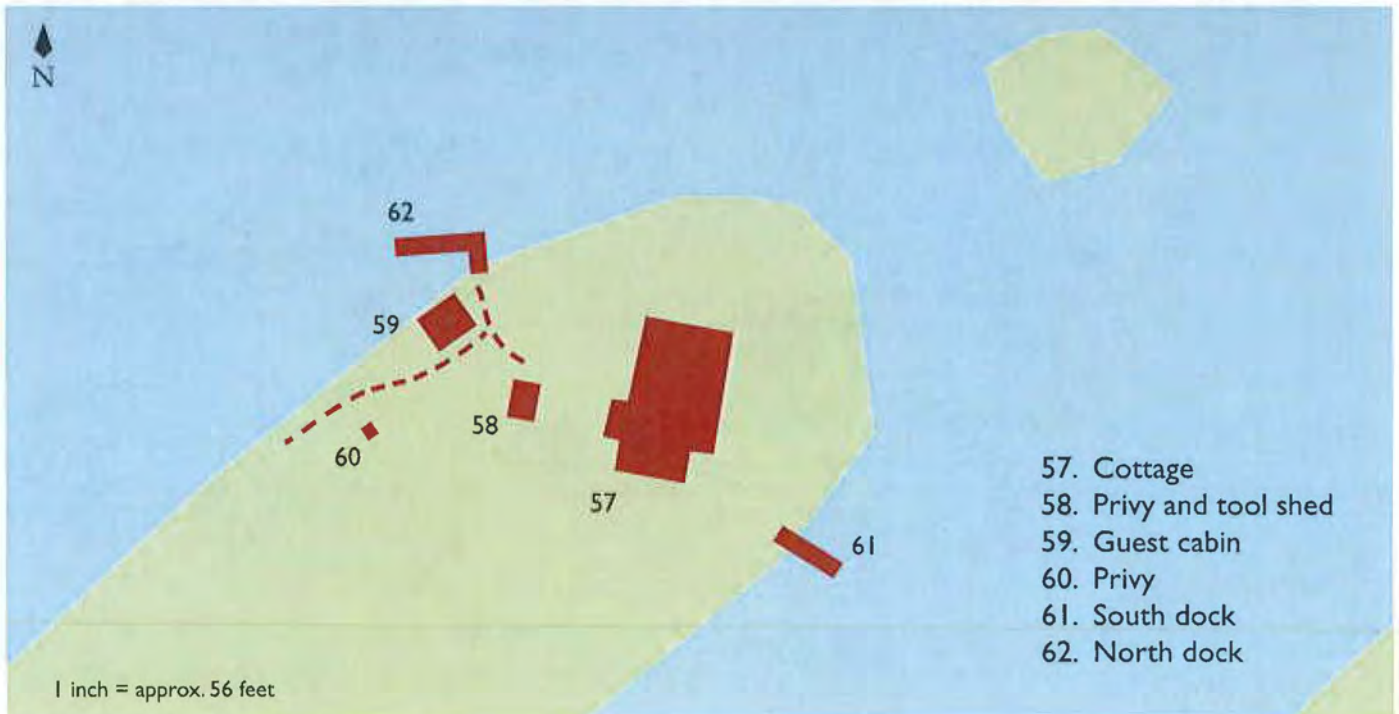 N
62
59
58
60
57
61
57. Cottage
58. Privy and tool shed
59. Guest cabin
60. Privy
61. South dock
62. North dock
1 inch = approx. 56 feet